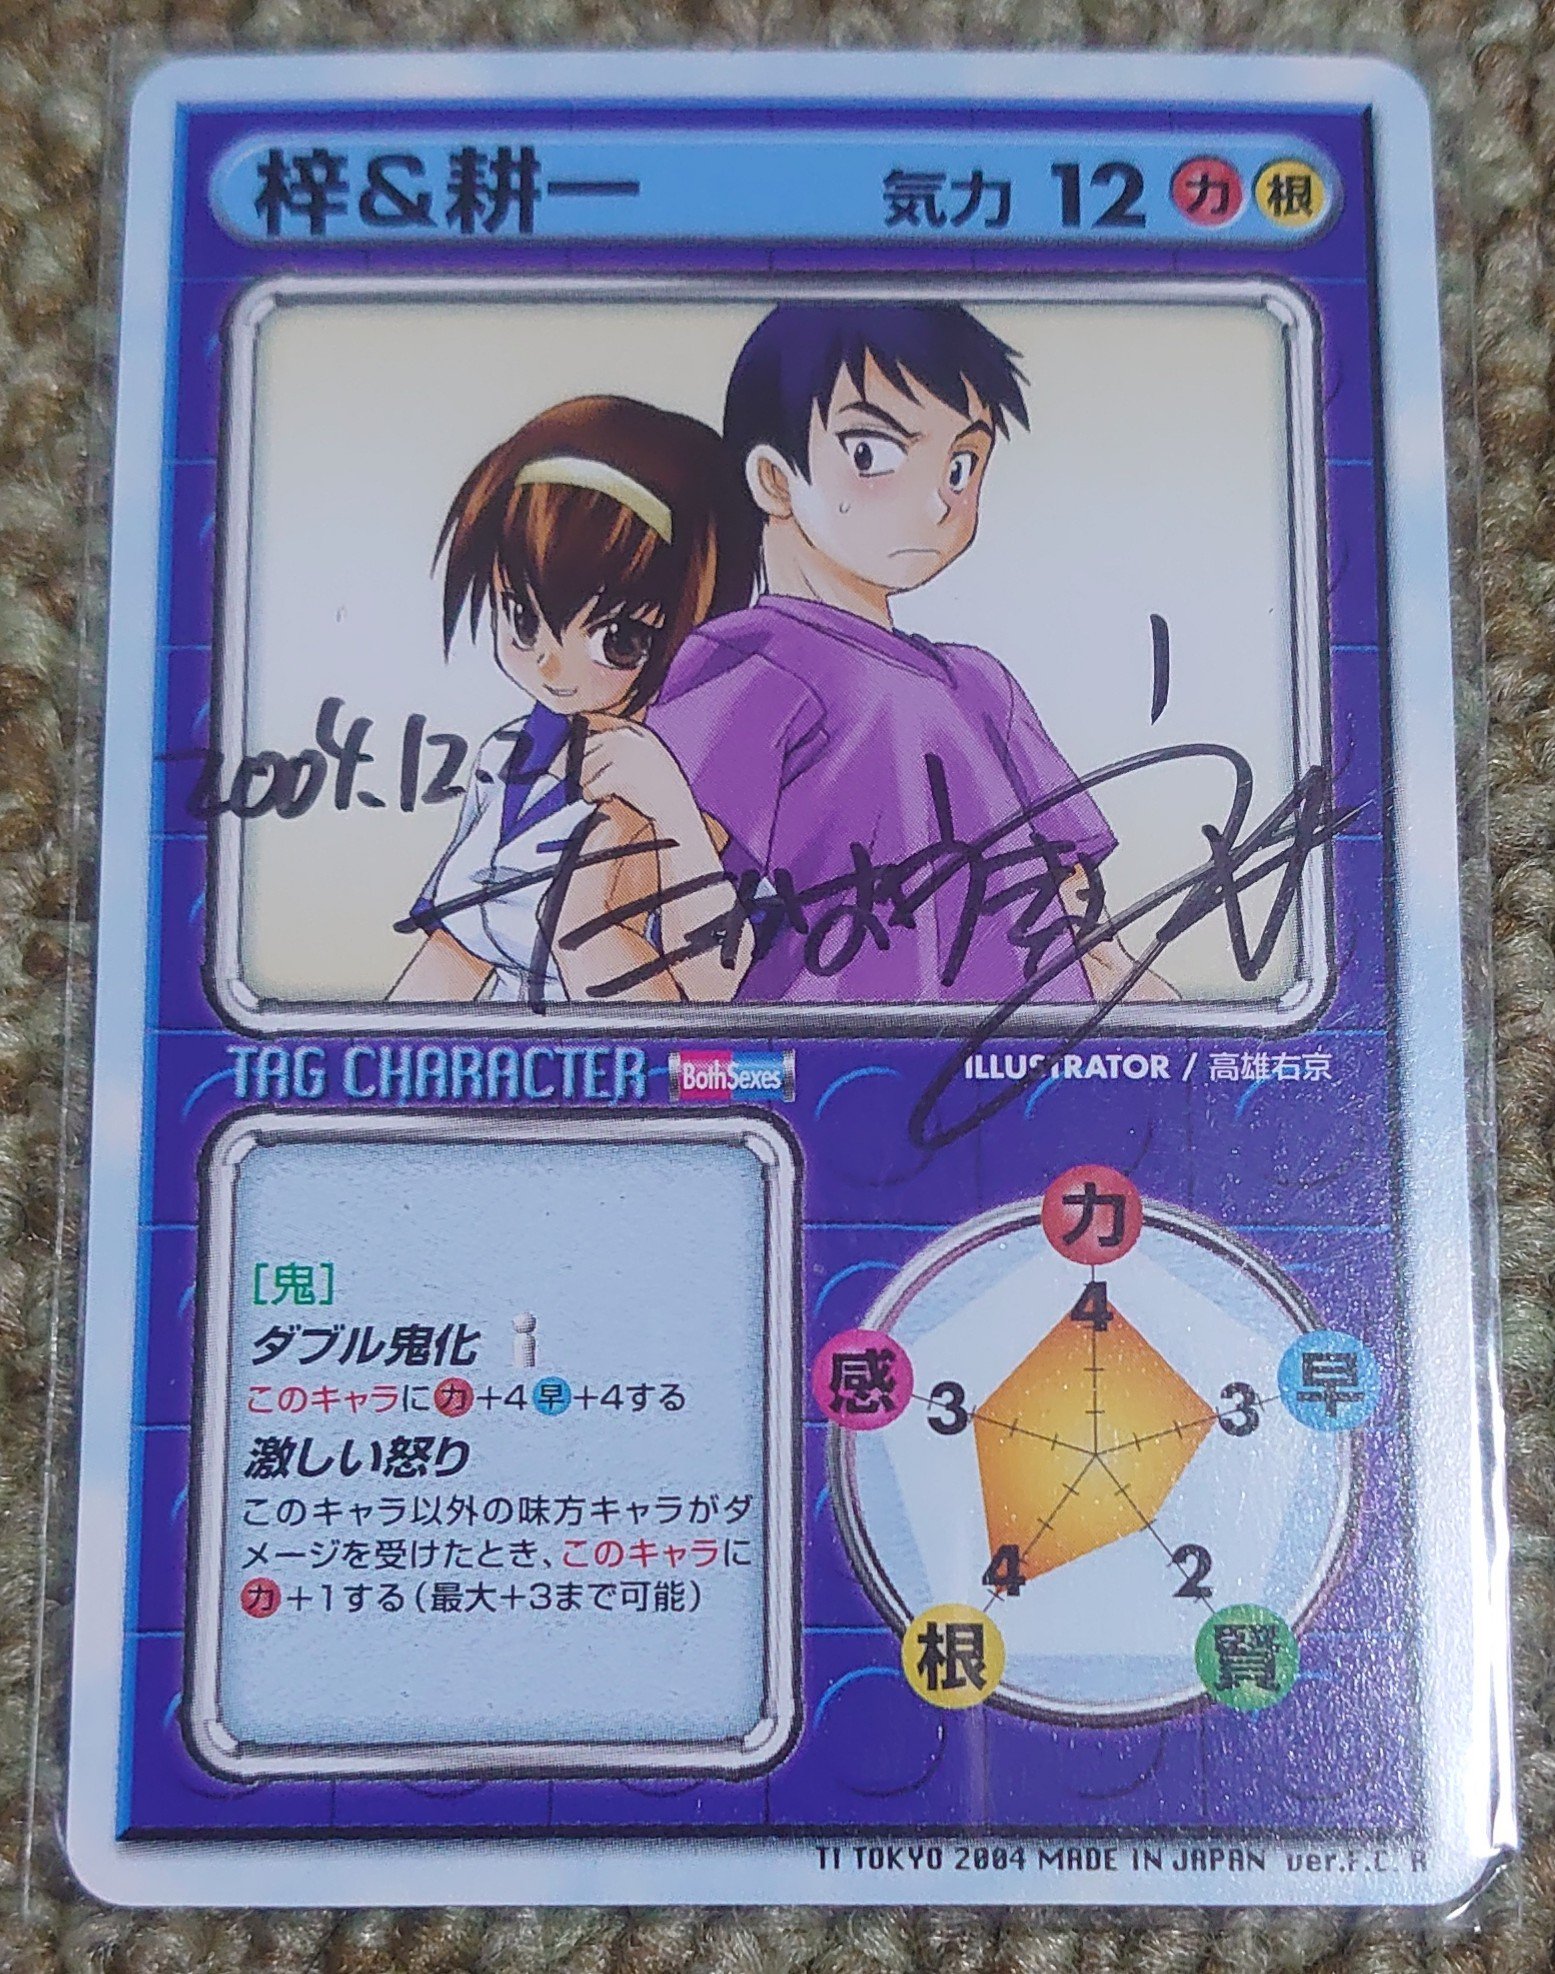 梓&耕一 気力 12 力 根
2004.12.21
TAG CHARACTER BothSexes ILLUSTRATOR / 高雄右京
[鬼]
ダブル鬼化
このキャラに力+4早+4する
激しい怒り
このキャラ以外の味方キャラがダ
メージを受けたとき、このキャラに
力+1する(最大+3まで可能)
力
4
感 3 3 早
4 2
根 賢
TI TOKYO 2004 MADE IN JAPAN ver.F.C. R